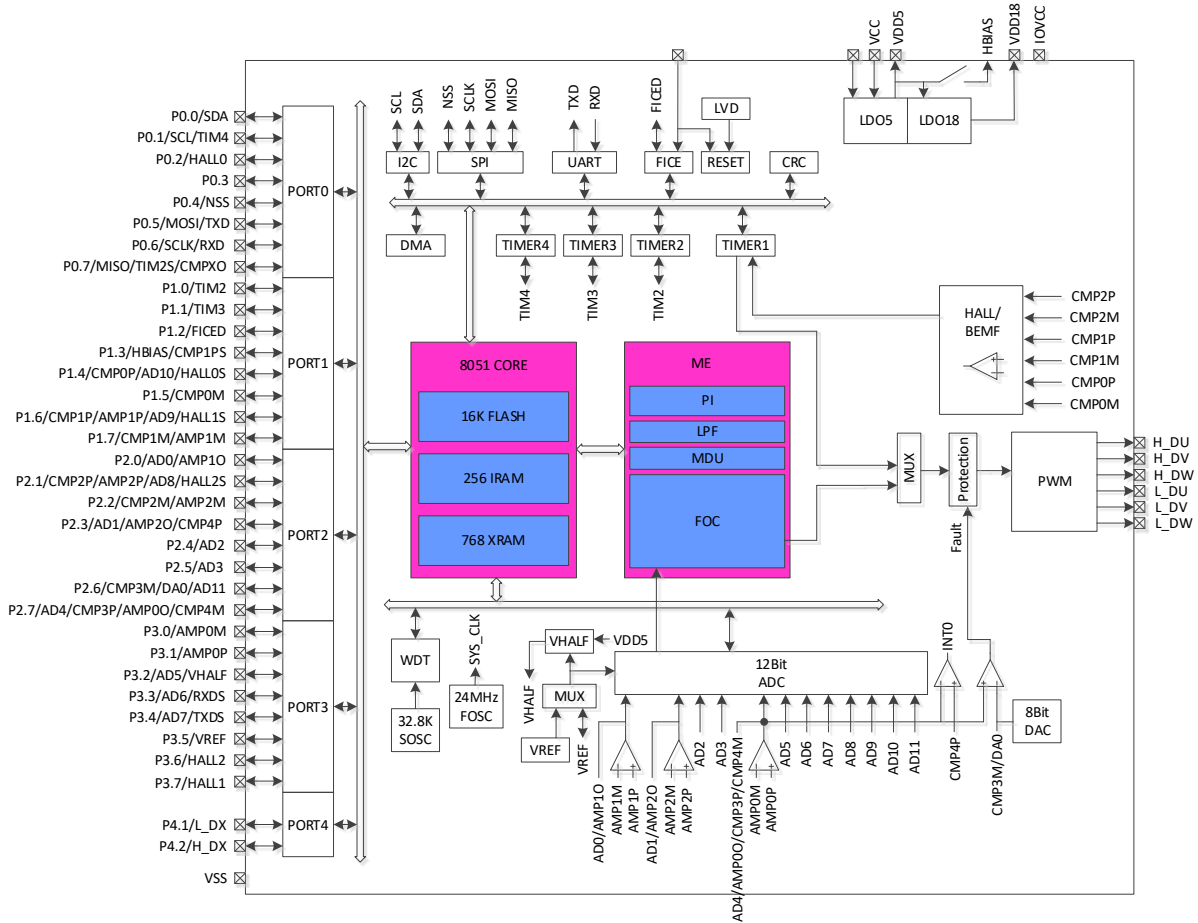 VCC
VDD5
HBIAS
VDD18
IOVCC
LDO5
LDO18
P0.0/SDA
P0.1/SCL/TIM4
P0.2/HALL0
P0.3
P0.4/NSS
P0.5/MOSI/TXD
P0.6/SCLK/RXD
P0.7/MISO/TIM2S/CMPXO
PORT0
P1.0/TIM2
P1.1/TIM3
P1.2/FICED
P1.3/HBIAS/CMP1PS
P1.4/CMP0P/AD10/HALL0S
P1.5/CMP0M
P1.6/CMP1P/AMP1P/AD9/HALL1S
P1.7/CMP1M/AMP1M
PORT1
P2.0/AD0/AMP1O
P2.1/CMP2P/AMP2P/AD8/HALL2S
P2.2/CMP2M/AMP2M
P2.3/AD1/AMP2O/CMP4P
P2.4/AD2
P2.5/AD3
P2.6/CMP3M/DA0/AD11
P2.7/AD4/CMP3P/AMP0O/CMP4M
PORT2
P3.0/AMP0M
P3.1/AMP0P
P3.2/AD5/VHALF
P3.3/AD6/RXDS
P3.4/AD7/TXDS
P3.5/VREF
P3.6/HALL2
P3.7/HALL1
PORT3
P4.1/L_DX
P4.2/H_DX
PORT4
VSS
SCL
SDA
NSS
SCLK
MOSI
MISO
TXD
RXD
FICED
LVD
I2C
SPI
UART
FICE
RESET
CRC
DMA
TIMER4
TIMER3
TIMER2
TIMER1
TIM4
TIM3
TIM2
8051 CORE
16K FLASH
256 IRAM
768 XRAM
ME
PI
LPF
MDU
FOC
HALL/
BEMF
CMP2P
CMP2M
CMP1P
CMP1M
CMP0P
CMP0M
MUX
Protection
Fault
PWM
H_DU
H_DV
H_DW
L_DU
L_DV
L_DW
WDT
32.8K
SOSC
SYS_CLK
24MHz
FOSC
VHALF
VDD5
VHALF
MUX
VREF
VREF
12Bit
ADC
INT0
8Bit
DAC
AD0/AMP1O
AMP1M
AMP1P
AD1/AMP2O
AMP2M
AMP2P
AD2
AD3
AD4/AMP0O/CMP3P/CMP4M
AMP0M
AMP0P
AD5
AD6
AD7
AD8
AD9
AD10
AD11
CMP4P
CMP3M/DA0